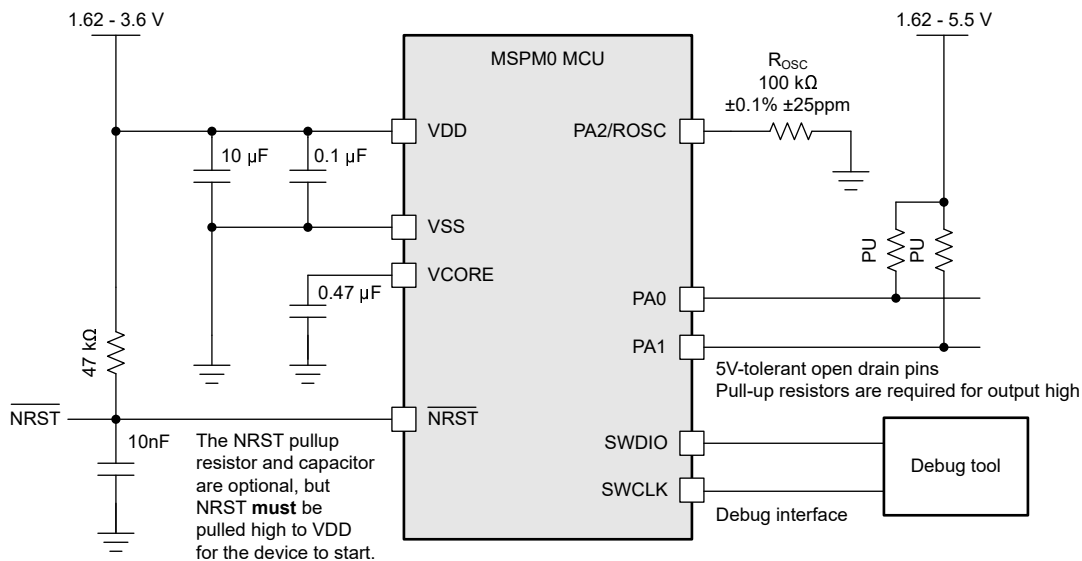 1.62 - 3.6 V
1.62 - 5.5 V
MSPM0 MCU
ROSC
100 kΩ
±0.1% ±25ppm
VDD
PA2/ROSC
10 µF
0.1 µF
VSS
VCORE
0.47 µF
PU
PU
PA0
PA1
47 kΩ
5V-tolerant open drain pins
Pull-up resistors are required for output high
NRST
NRST
10nF
The NRST pullup
resistor and capacitor
are optional, but
NRST must be
pulled high to VDD
for the device to start.
SWDIO
SWCLK
Debug tool
Debug interface